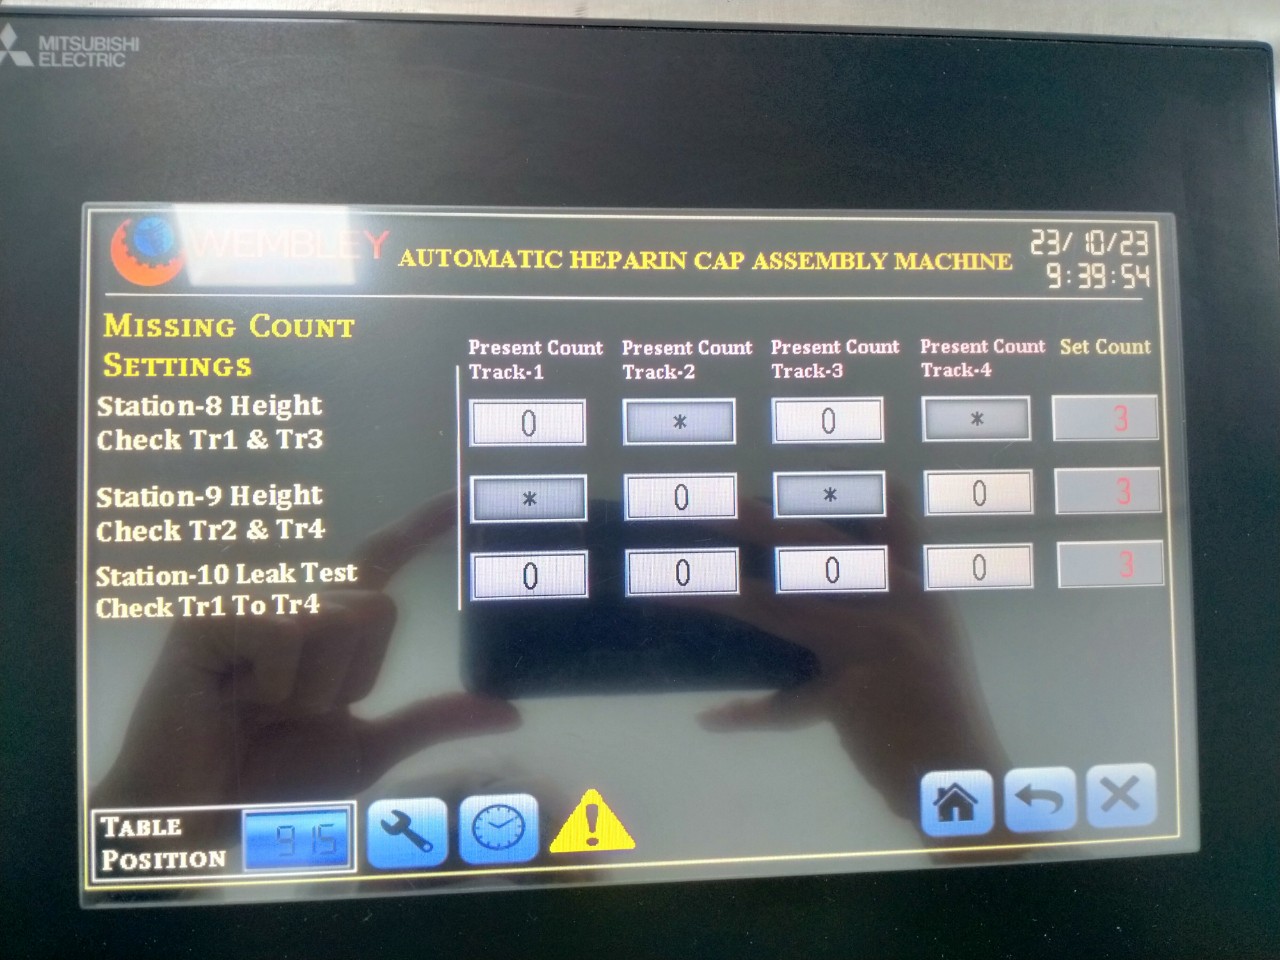 MITSUBISHI
ELECTRIC
WEMBLEY
AUTOMATIC HEPARIN CAP ASSEMBLY MACHINE
23/10/23
9:39:54
MISSING COUNT
SETTINGS
Present Count Track-1
Present Count Track-2
Present Count Track-3
Present Count Track-4
Set Count
Station-8 Height
Check Tr1 & Tr3
0 * 0 * 3
Station-9 Height
Check Tr2 & Tr4
* 0 * 0 3
Station-10 Leak Test
Check Tr1 To Tr4
0 0 0 0 3
TABLE
POSITION
915